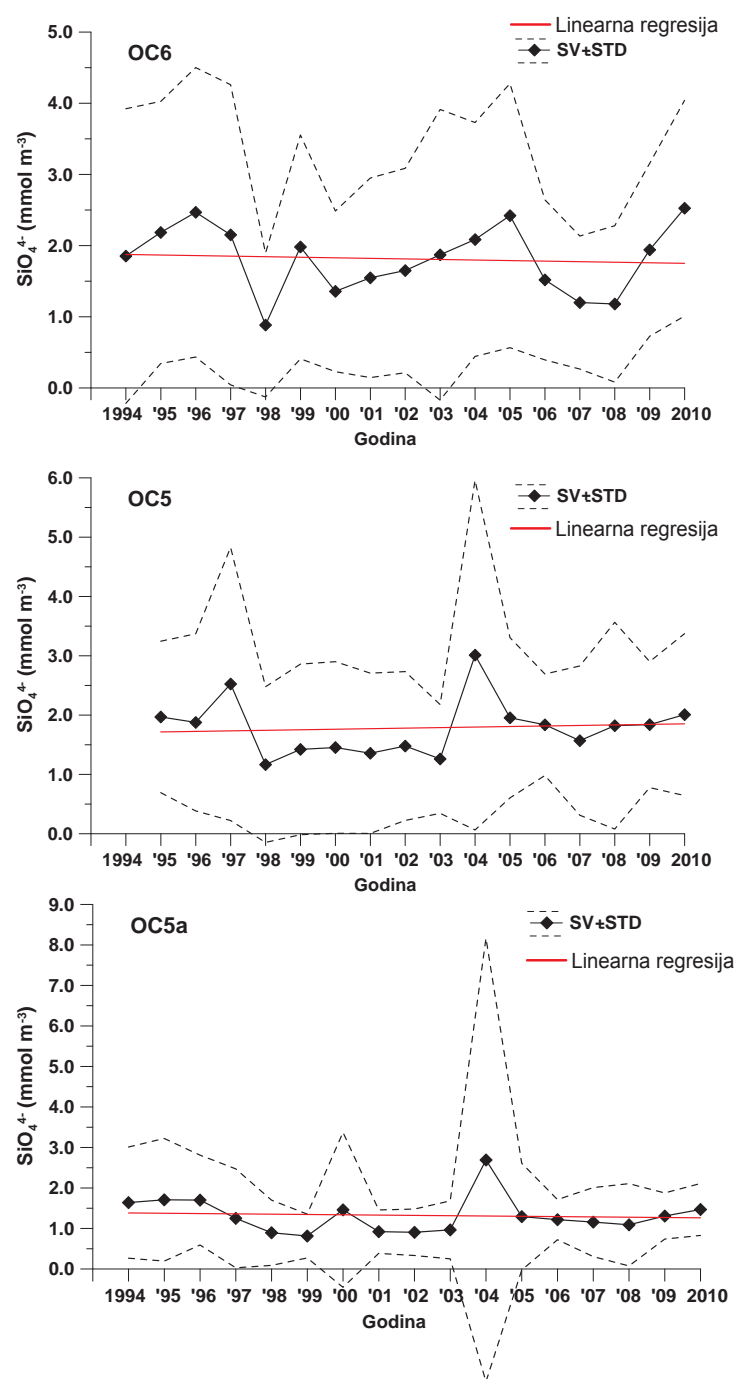 5.0
Linearna regresija
OC6
SV±STD
4.0
3.0
2.0
1.0
0.0
SiO₄⁴⁻ (mmol m⁻³)
1994 '95 '96 '97 '98 '99 '00 '01 '02 '03 '04 '05 '06 '07 '08 '09 2010
Godina
6.0
OC5
SV±STD
Linearna regresija
5.0
4.0
3.0
2.0
1.0
0.0
SiO₄⁴⁻ (mmol m⁻³)
1994 '95 '96 '97 '98 '99 '00 '01 '02 '03 '04 '05 '06 '07 '08 '09 2010
Godina
9.0
OC5a
SV±STD
8.0
Linearna regresija
7.0
6.0
5.0
4.0
3.0
2.0
1.0
0.0
SiO₄⁴⁻ (mmol m⁻³)
1994 '95 '96 '97 '98 '99 '00 '01 '02 '03 '04 '05 '06 '07 '08 '09 2010
Godina